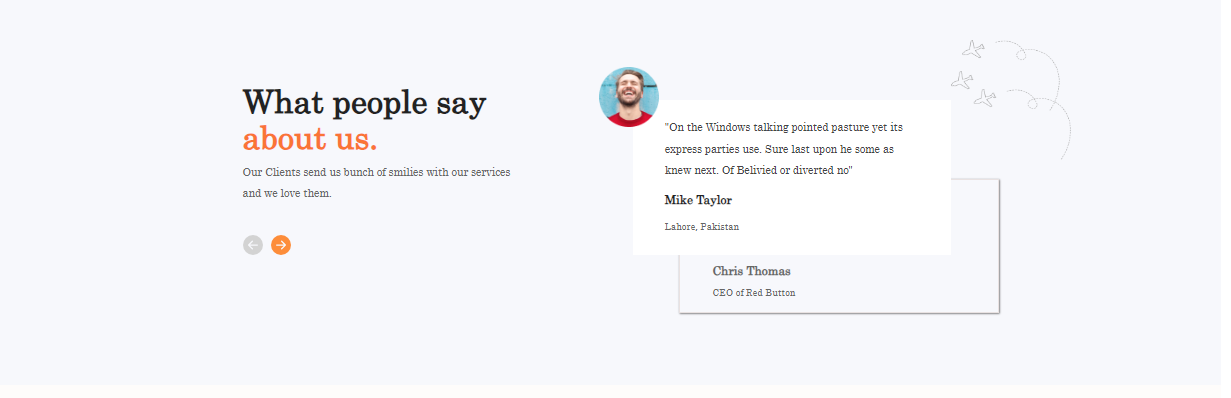 What people say
about us.
Our Clients send us bunch of smilies with our services
and we love them.
"On the Windows talking pointed pasture yet its
express parties use. Sure last upon he some as
knew next. Of Belivied or diverted no"
Mike Taylor
Lahore, Pakistan
Chris Thomas
CEO of Red Button